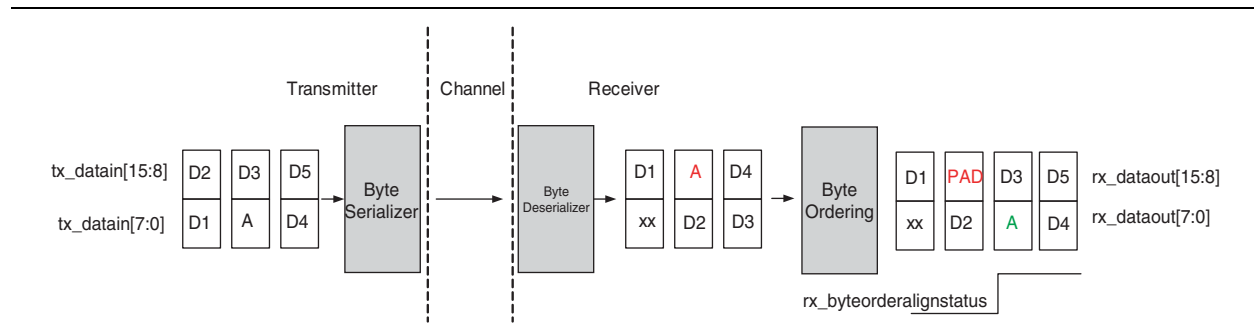 Transmitter Channel Receiver
tx_datain[15:8] D2 D3 D5
tx_datain[7:0] D1 A D4
Byte
Serializer
Byte
Deserializer
D1 A D4
xx D2 D3
Byte
Ordering
D1 PAD D3 D5 rx_dataout[15:8]
xx D2 A D4 rx_dataout[7:0]
rx_byteorderalignstatus